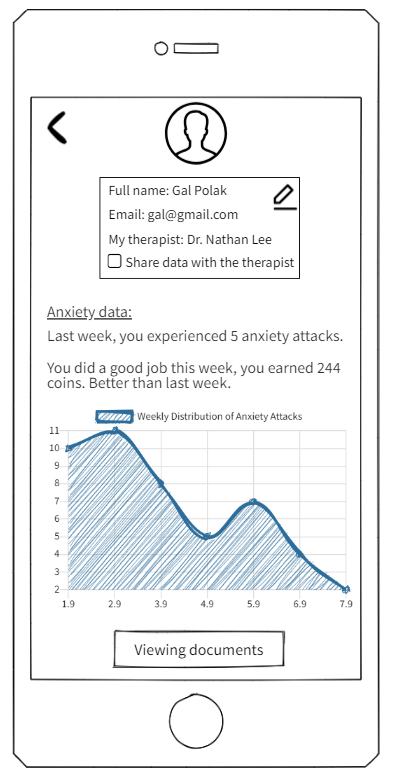 Full name: Gal Polak
Email: gal@gmail.com
My therapist: Dr. Nathan Lee
Share data with the therapist
Anxiety data:
Last week, you experienced 5 anxiety attacks.
You did a good job this week, you earned 244
coins. Better than last week.
Weekly Distribution of Anxiety Attacks
11
10
9
8
7
6
5
4
3
2
1.9 2.9 3.9 4.9 5.9 6.9 7.9
Viewing documents